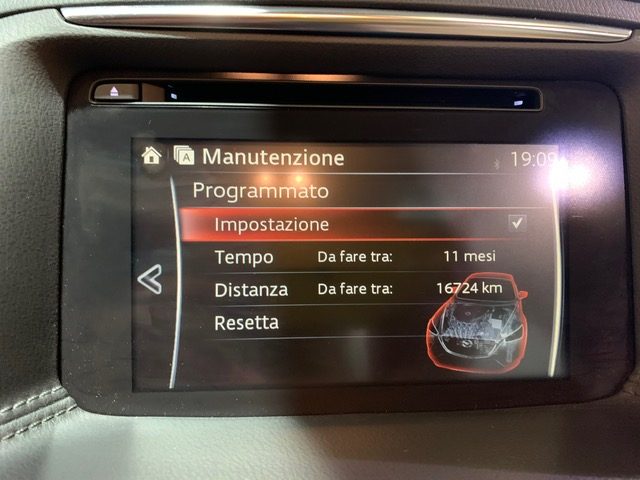 A Manutenzione 19:09
Programmato
Impostazione
Tempo Da fare tra: 11 mesi
Distanza Da fare tra: 16724 km
Resetta